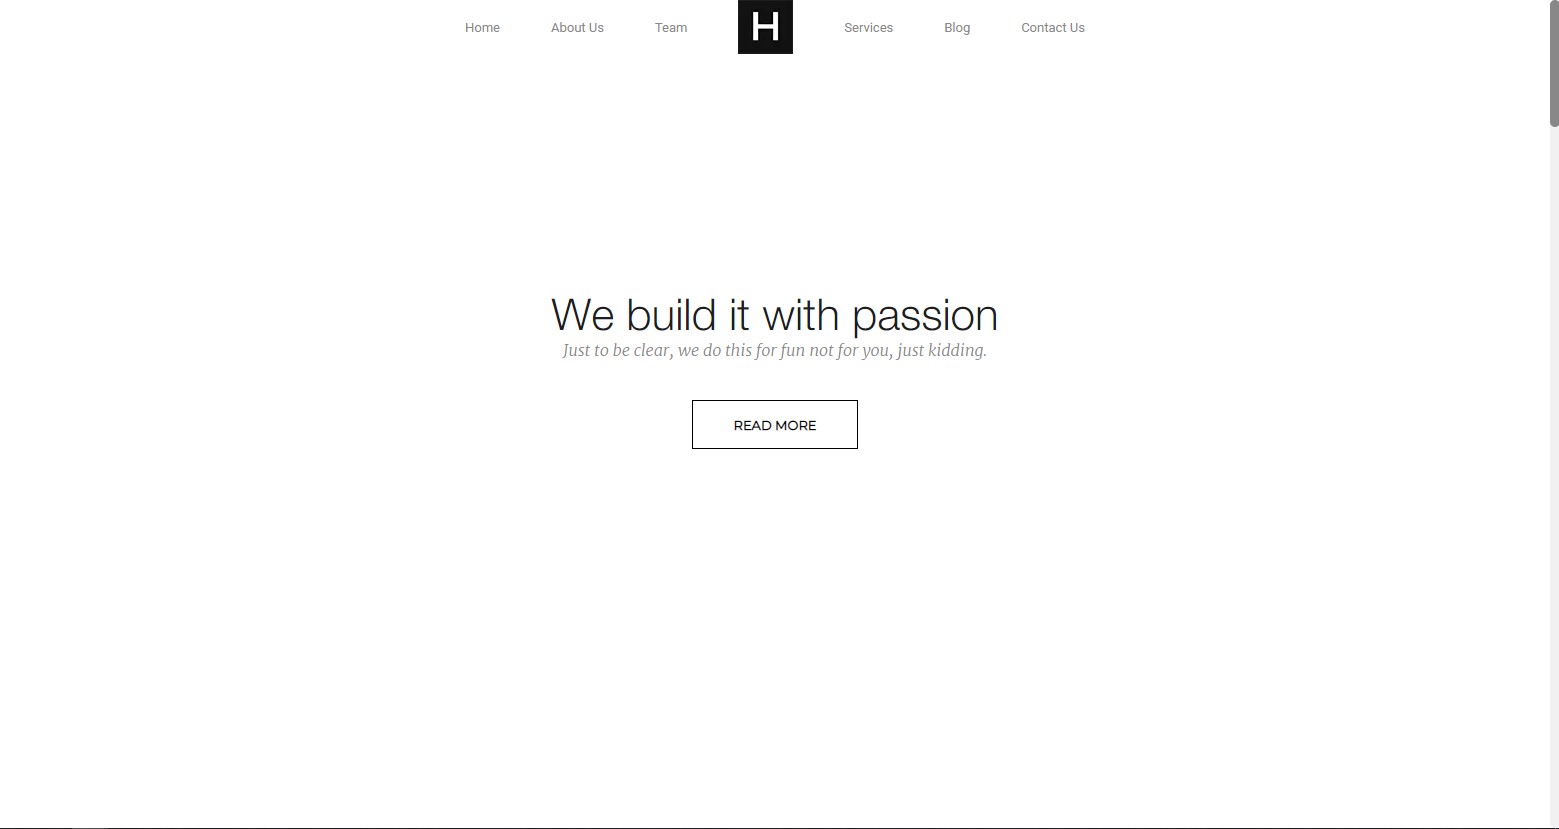 Home About Us Team H Services Blog Contact Us
We build it with passion
Just to be clear, we do this for fun not for you, just kidding.
READ MORE